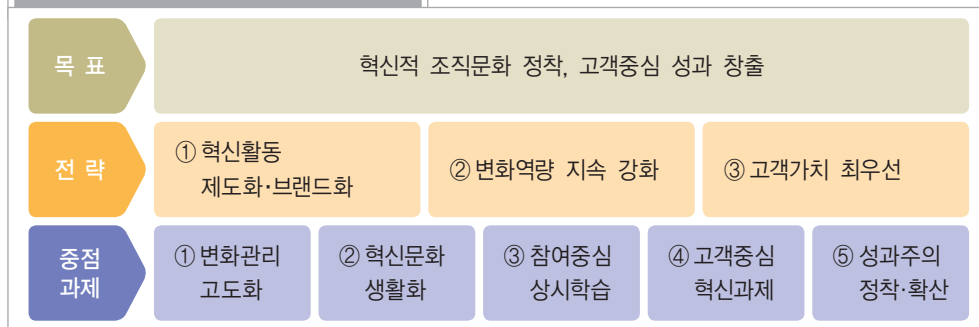 목 표
혁신적 조직문화 정착, 고객중심 성과 창출
전 략
① 혁신활동
제도화·브랜드화
② 변화역량 지속 강화
③ 고객가치 최우선
중점
과제
① 변화관리
고도화
② 혁신문화
생활화
③ 참여중심
상시학습
④ 고객중심
혁신과제
⑤ 성과주의
정착·확산